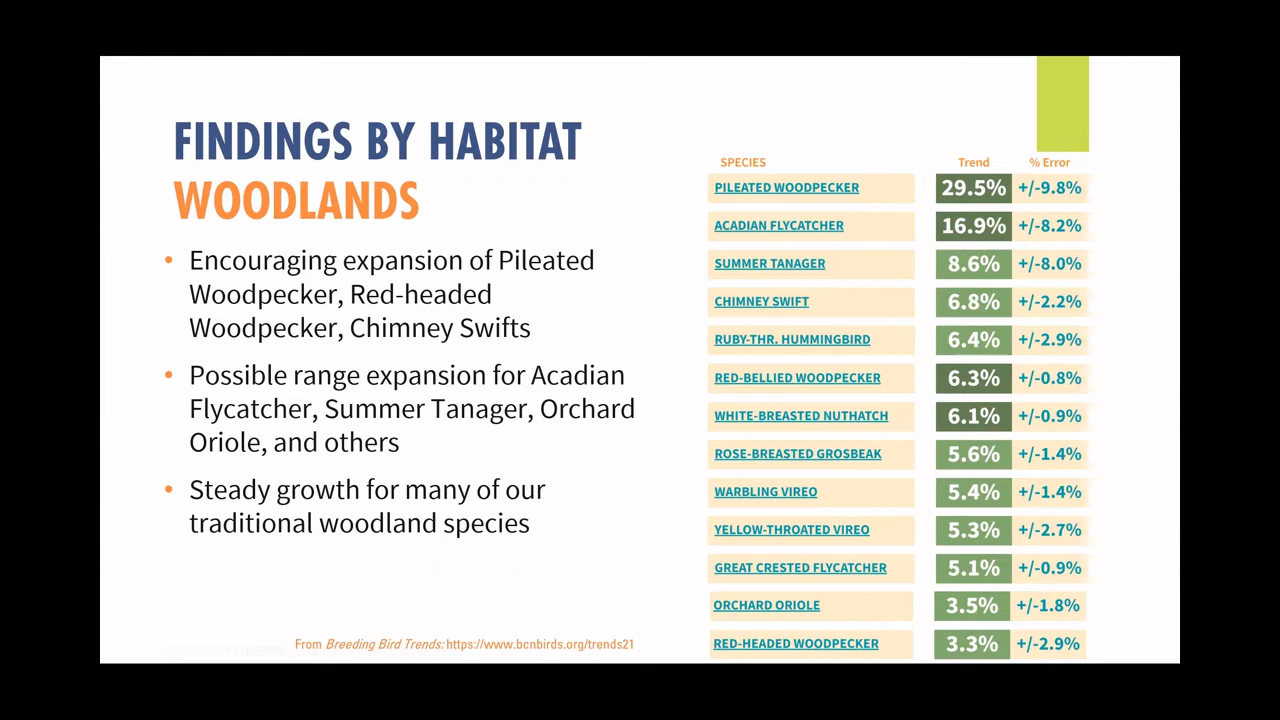 FINDINGS BY HABITAT
WOODLANDS
• Encouraging expansion of Pileated
Woodpecker, Red-headed
Woodpecker, Chimney Swifts
• Possible range expansion for Acadian
Flycatcher, Summer Tanager, Orchard
Oriole, and others
• Steady growth for many of our
traditional woodland species
From Breeding Bird Trends: https://www.bcnbirds.org/trends21
SPECIES Trend % Error
PILEATED WOODPECKER 29.5% +/-9.8%
ACADIAN FLYCATCHER 16.9% +/-8.2%
SUMMER TANAGER 8.6% +/-8.0%
CHIMNEY SWIFT 6.8% +/-2.2%
RUBY-THR. HUMMINGBIRD 6.4% +/-2.9%
RED-BELLIED WOODPECKER 6.3% +/-0.8%
WHITE-BREASTED NUTHATCH 6.1% +/-0.9%
ROSE-BREASTED GROSBEAK 5.6% +/-1.4%
WARBLING VIREO 5.4% +/-1.4%
YELLOW-THROATED VIREO 5.3% +/-2.7%
GREAT CRESTED FLYCATCHER 5.1% +/-0.9%
ORCHARD ORIOLE 3.5% +/-1.8%
RED-HEADED WOODPECKER 3.3% +/-2.9%